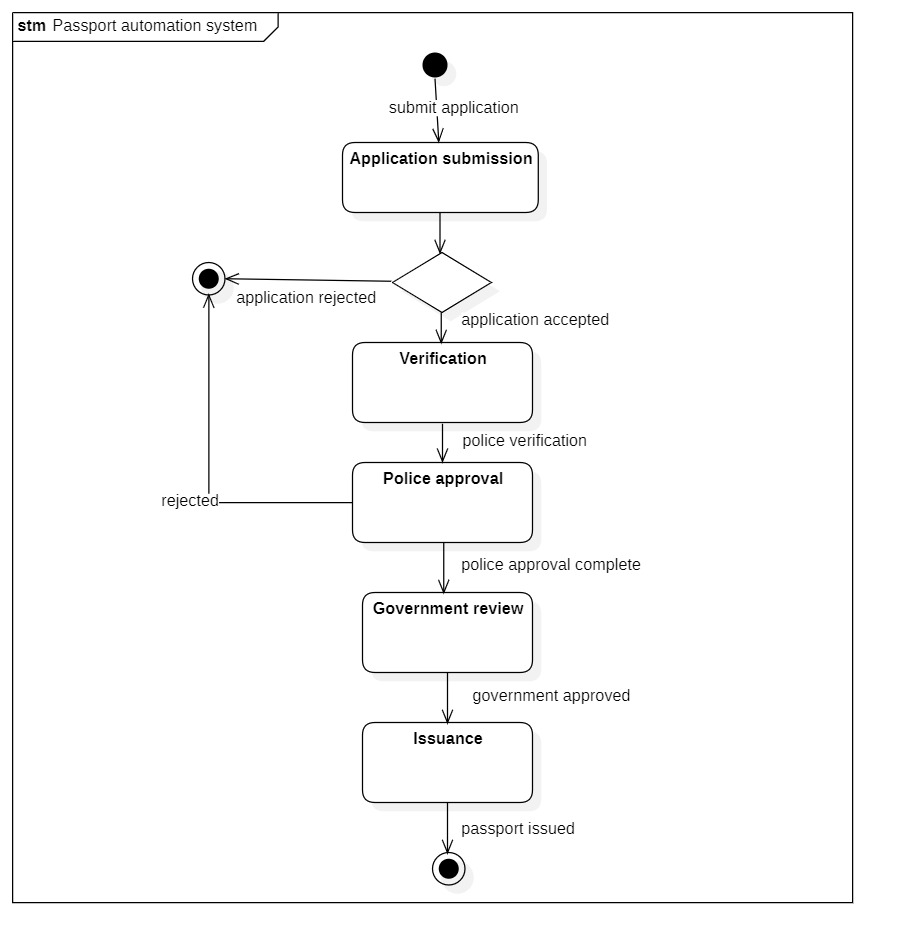 stm Passport automation system
submit application
Application submission
application rejected
application accepted
Verification
police verification
Police approval
rejected
police approval complete
Government review
government approved
Issuance
passport issued